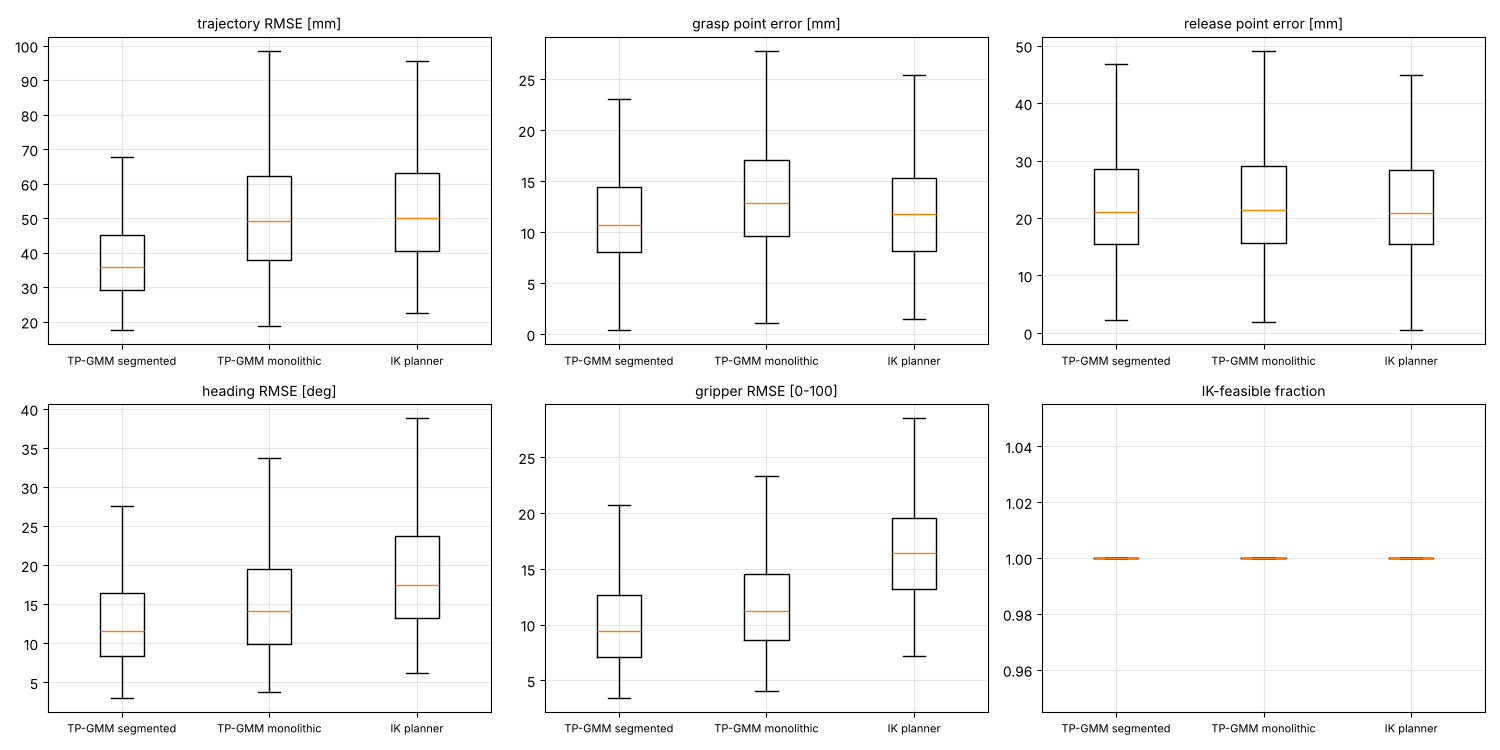 trajectory RMSE [mm]
100
90
80
70
60
50
40
30
20
TP-GMM segmented
TP-GMM monolithic
IK planner
grasp point error [mm]
25
20
15
10
5
0
TP-GMM segmented
TP-GMM monolithic
IK planner
release point error [mm]
50
40
30
20
10
0
TP-GMM segmented
TP-GMM monolithic
IK planner
heading RMSE [deg]
40
35
30
25
20
15
10
5
TP-GMM segmented
TP-GMM monolithic
IK planner
gripper RMSE [0-100]
25
20
15
10
5
TP-GMM segmented
TP-GMM monolithic
IK planner
IK-feasible fraction
1.04
1.02
1.00
0.98
0.96
TP-GMM segmented
TP-GMM monolithic
IK planner